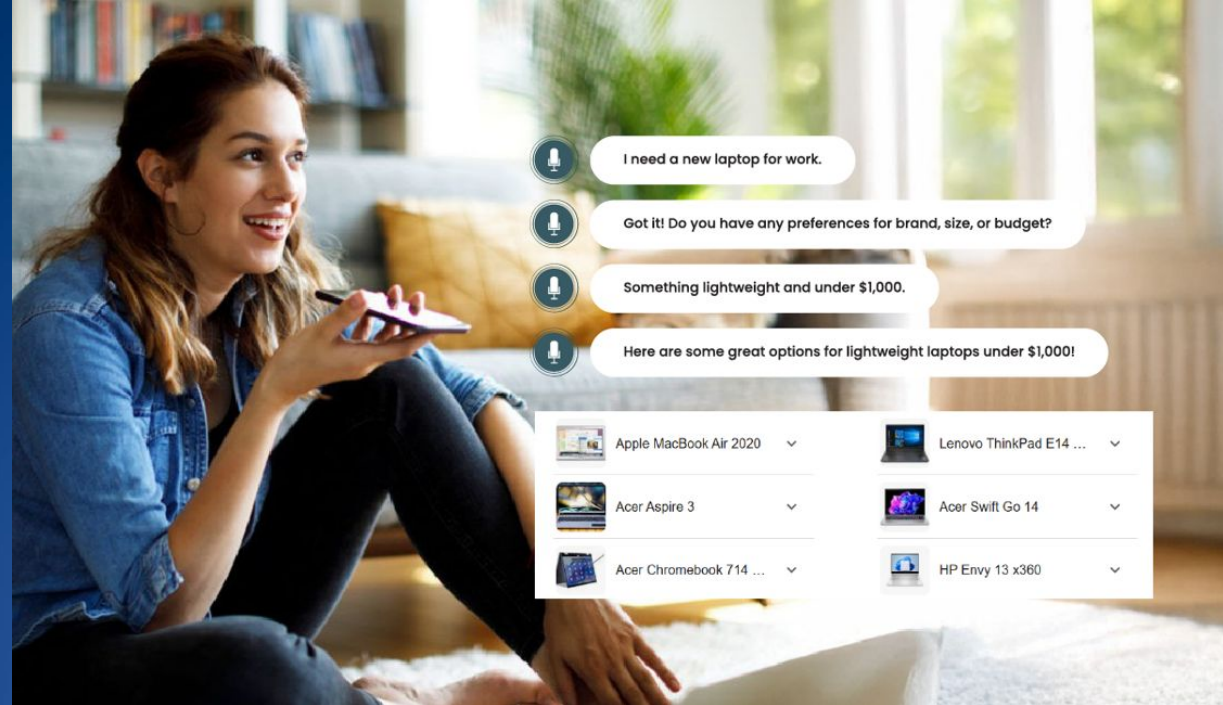 I need a new laptop for work.
Got it! Do you have any preferences for brand, size, or budget?
Something lightweight and under $1,000.
Here are some great options for lightweight laptops under $1,000!
Apple MacBook Air 2020
Lenovo ThinkPad E14 ...
Acer Aspire 3
Acer Swift Go 14
Acer Chromebook 714 ...
HP Envy 13 x360